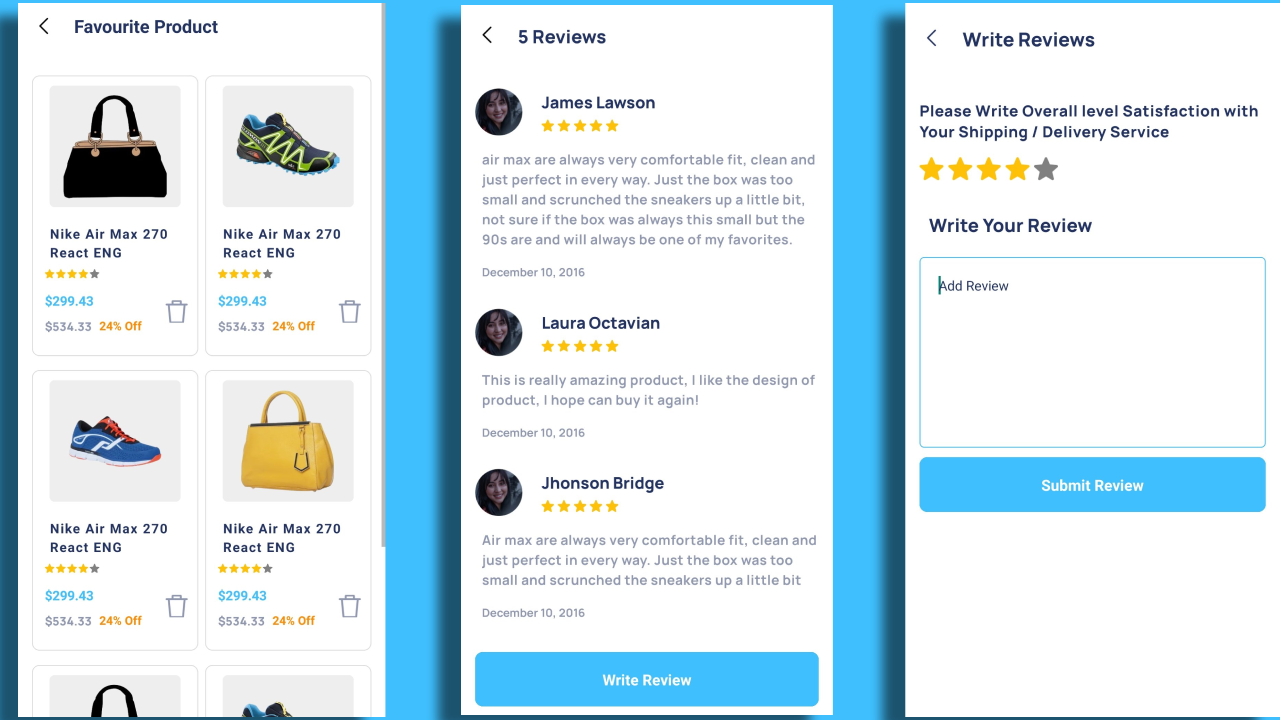 Favourite Product
Nike Air Max 270
React ENG
$299.43
$534.33 24% Off
Nike Air Max 270
React ENG
$299.43
$534.33 24% Off
Nike Air Max 270
React ENG
$299.43
$534.33 24% Off
Nike Air Max 270
React ENG
$299.43
$534.33 24% Off
5 Reviews
James Lawson
air max are always very comfortable fit, clean and
just perfect in every way. Just the box was too
small and scrunched the sneakers up a little bit,
not sure if the box was always this small but the
90s are and will always be one of my favorites.
December 10, 2016
Laura Octavian
This is really amazing product, I like the design of
product, I hope can buy it again!
December 10, 2016
Jhonson Bridge
Air max are always very comfortable fit, clean and
just perfect in every way. Just the box was too
small and scrunched the sneakers up a little bit
December 10, 2016
Write Review
Write Reviews
Please Write Overall level Satisfaction with
Your Shipping / Delivery Service
Write Your Review
Add Review
Submit Review